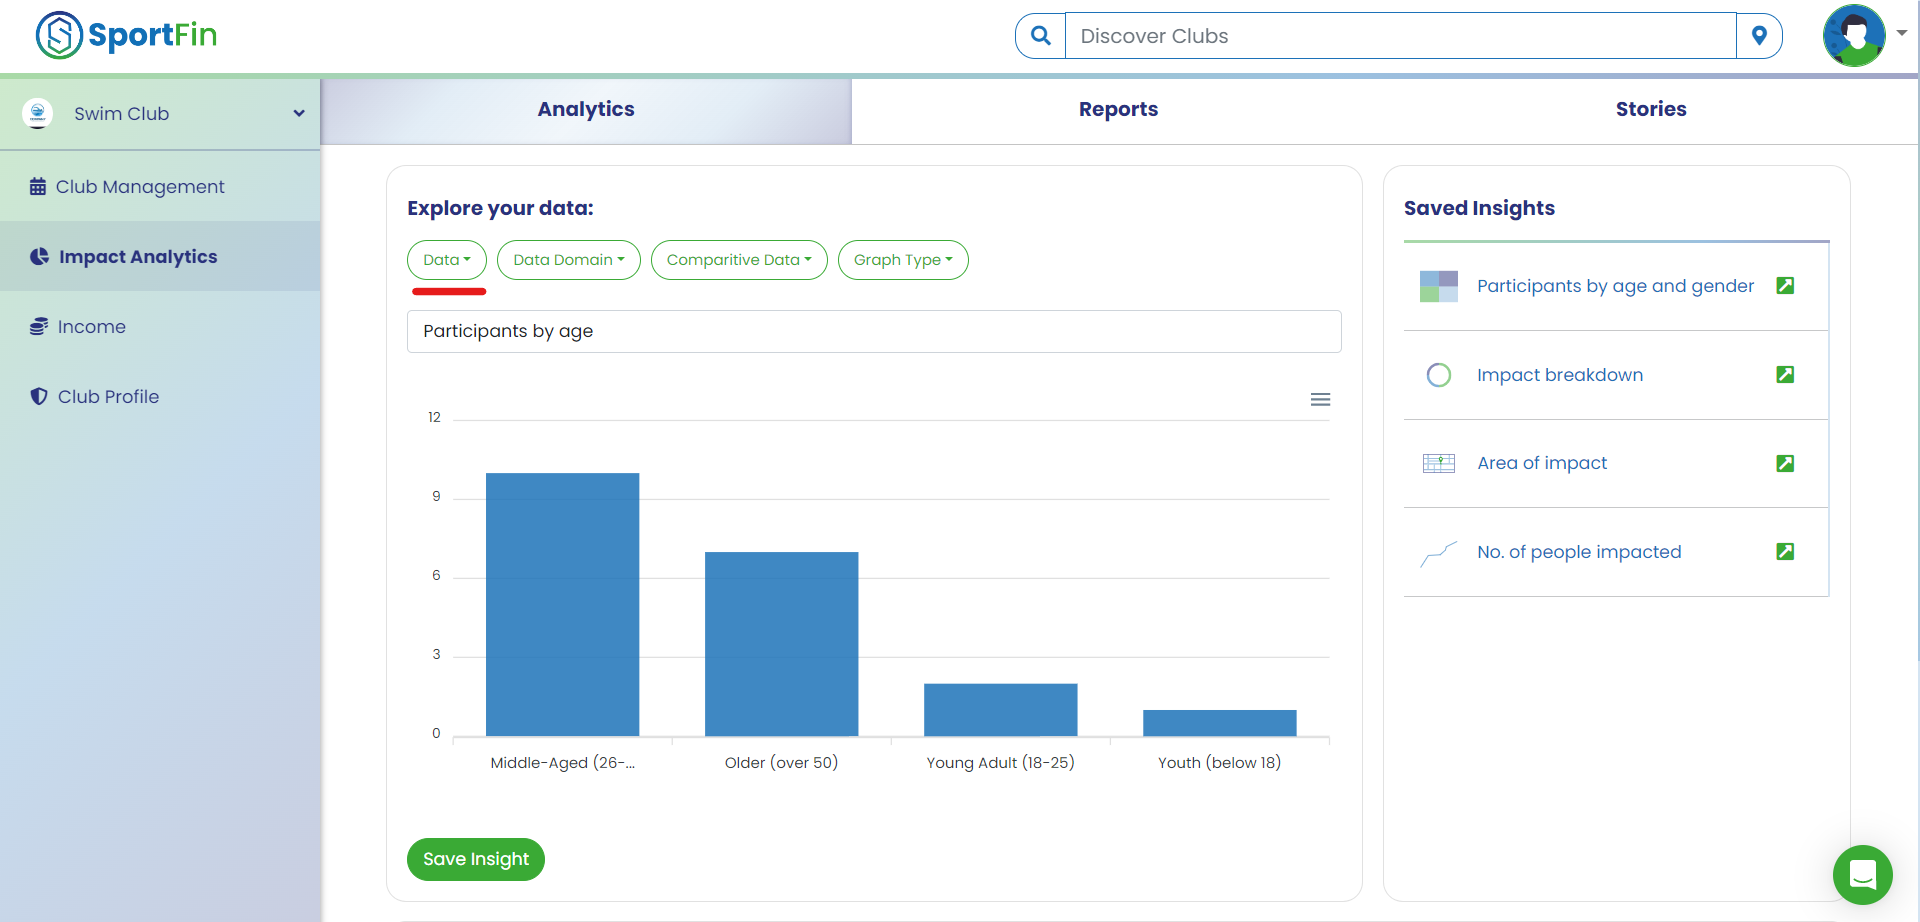 SportFin
Discover Clubs
Swim Club
Club Management
Impact Analytics
Income
Club Profile
Analytics
Reports
Stories
Explore your data:
Data
Data Domain
Comparitive Data
Graph Type
Participants by age
12
9
6
3
0
Middle-Aged (26-...
Older (over 50)
Young Adult (18-25)
Youth (below 18)
Save Insight
Saved Insights
Participants by age and gender
Impact breakdown
Area of impact
No. of people impacted